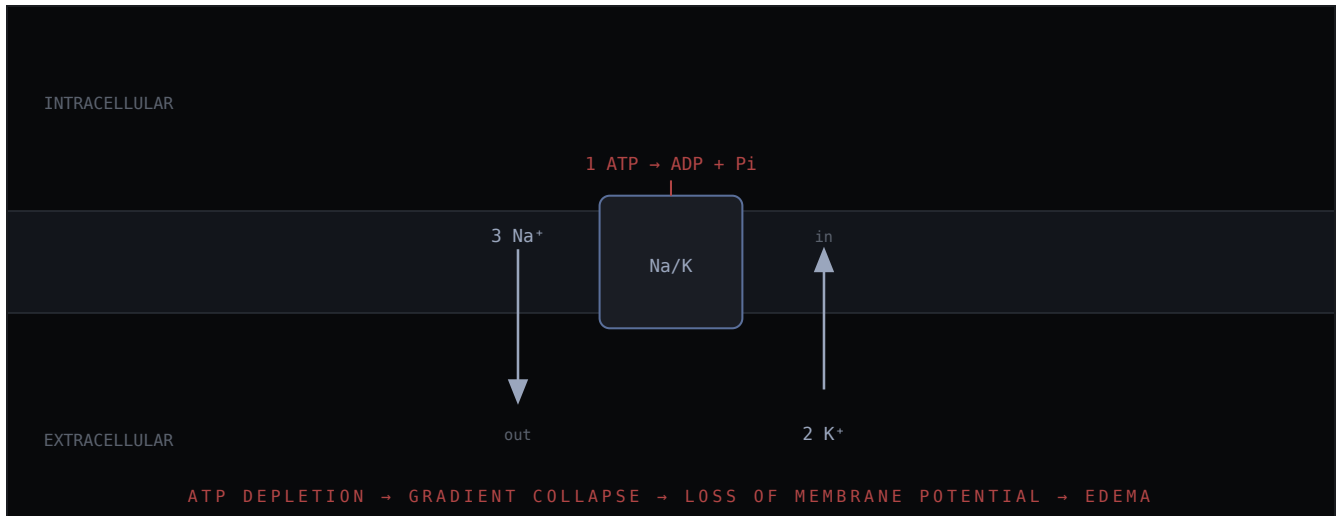 INTRACELLULAR
1 ATP → ADP + Pi
3 Na⁺
in
Na/K
out
2 K⁺
EXTRACELLULAR
ATP DEPLETION → GRADIENT COLLAPSE → LOSS OF MEMBRANE POTENTIAL → EDEMA